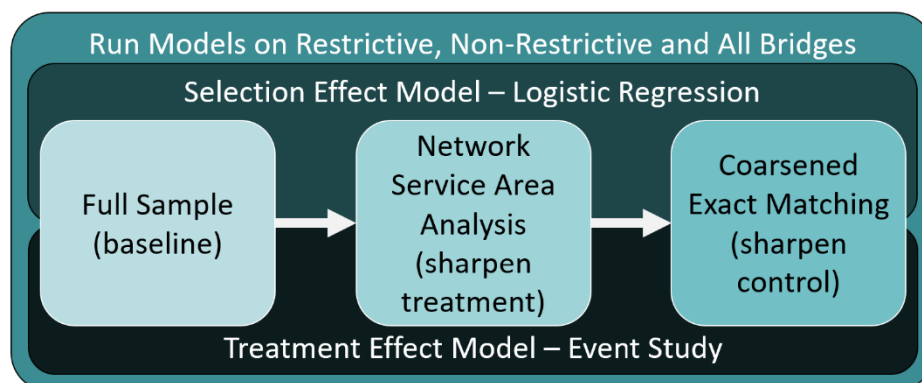 Run Models on Restrictive, Non-Restrictive and All Bridges
Selection Effect Model – Logistic Regression
Full Sample
(baseline)
Network
Service Area
Analysis
(sharpen
treatment)
Coarsened
Exact Matching
(sharpen
control)
Treatment Effect Model – Event Study